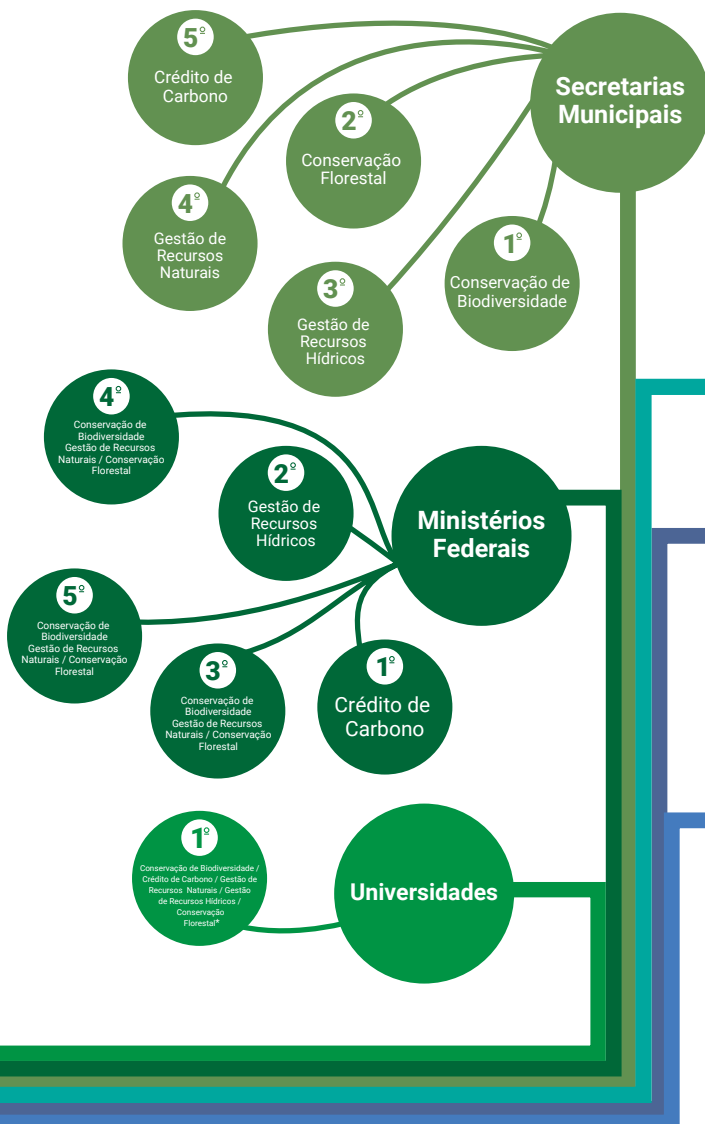 Secretarias
Municipais
5º
Crédito de
Carbono
2º
Conservação
Florestal
4º
Gestão de
Recursos
Naturais
1º
Conservação de
Biodiversidade
3º
Gestão de
Recursos
Hídricos
Ministérios
Federais
4º
Conservação de
Biodiversidade
Gestão de Recursos
Naturais / Conservação
Florestal
2º
Gestão de
Recursos
Hídricos
5º
Conservação de
Biodiversidade
Gestão de Recursos
Naturais / Conservação
Florestal
3º
Conservação de
Biodiversidade
Gestão de Recursos
Naturais / Conservação
Florestal
1º
Crédito de
Carbono
Universidades
1º
Conservação de Biodiversidade /
Crédito de Carbono / Gestão de
Recursos Naturais / Gestão
de Recursos Hídricos /
Conservação
Florestal*